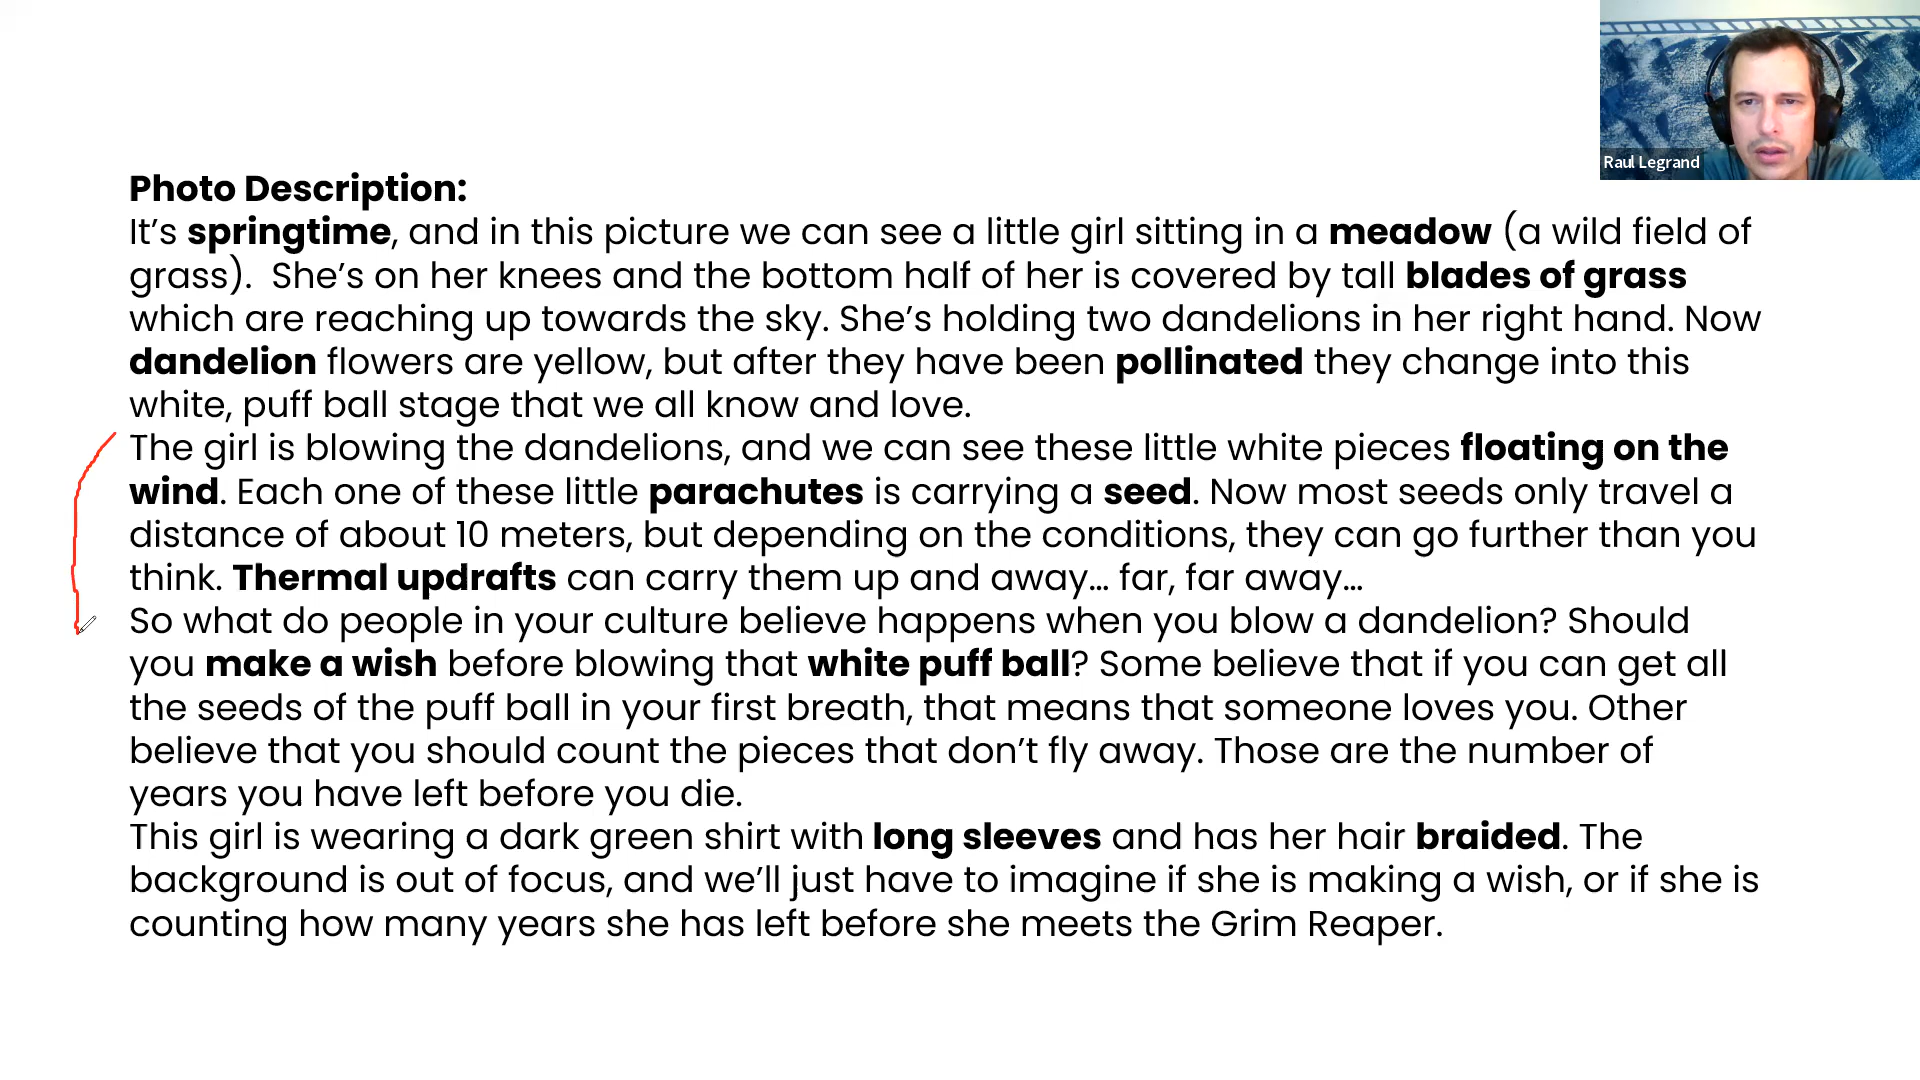 Raul Legrand
Photo Description:
It’s springtime, and in this picture we can see a little girl sitting in a meadow (a wild field of
grass).  She’s on her knees and the bottom half of her is covered by tall blades of grass
which are reaching up towards the sky. She’s holding two dandelions in her right hand. Now
dandelion flowers are yellow, but after they have been pollinated they change into this
white, puff ball stage that we all know and love.
The girl is blowing the dandelions, and we can see these little white pieces floating on the
wind. Each one of these little parachutes is carrying a seed. Now most seeds only travel a
distance of about 10 meters, but depending on the conditions, they can go further than you
think. Thermal updrafts can carry them up and away… far, far away…
So what do people in your culture believe happens when you blow a dandelion? Should
you make a wish before blowing that white puff ball? Some believe that if you can get all
the seeds of the puff ball in your first breath, that means that someone loves you. Other
believe that you should count the pieces that don’t fly away. Those are the number of
years you have left before you die.
This girl is wearing a dark green shirt with long sleeves and has her hair braided. The
background is out of focus, and we’ll just have to imagine if she is making a wish, or if she is
counting how many years she has left before she meets the Grim Reaper.